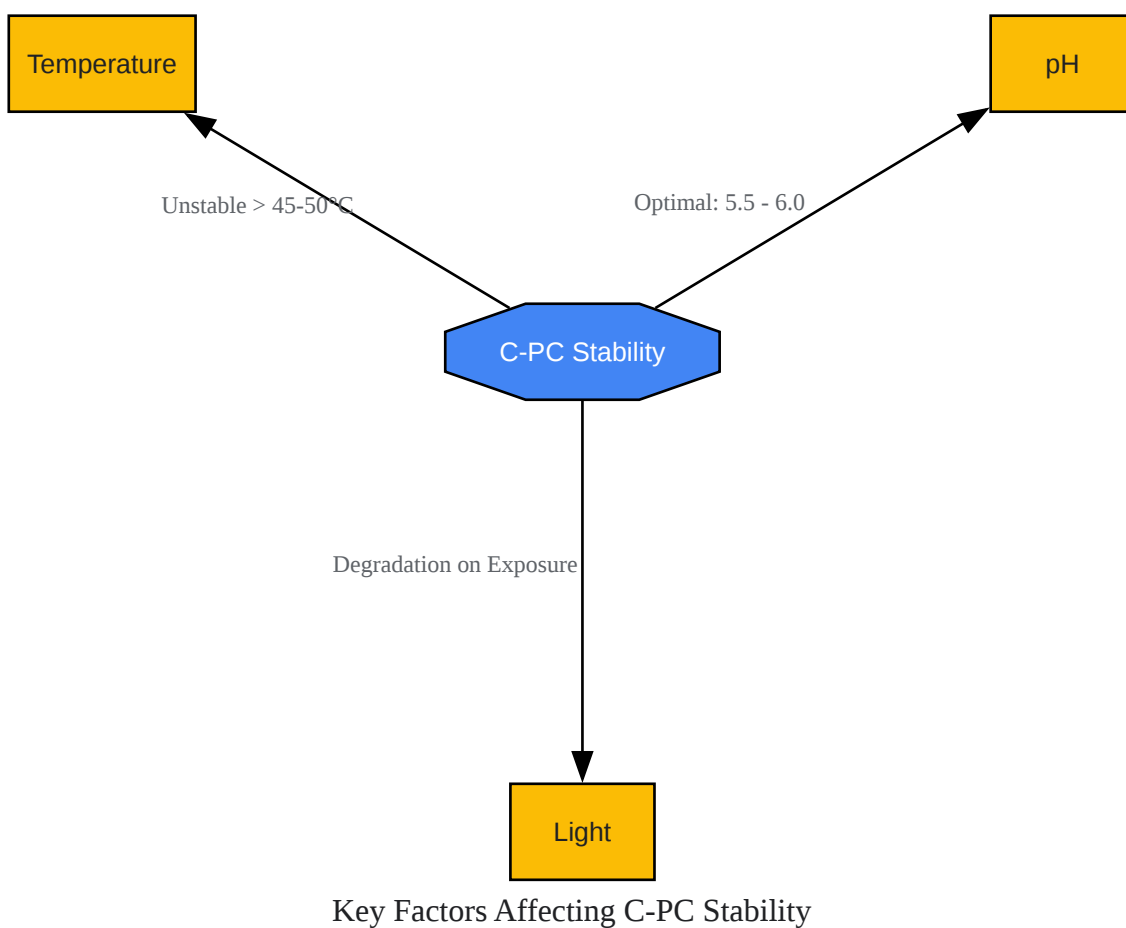 Temperature
pH
Unstable > 45-50°C
Optimal: 5.5 - 6.0
C-PC Stability
Degradation on Exposure
Light
Key Factors Affecting C-PC Stability